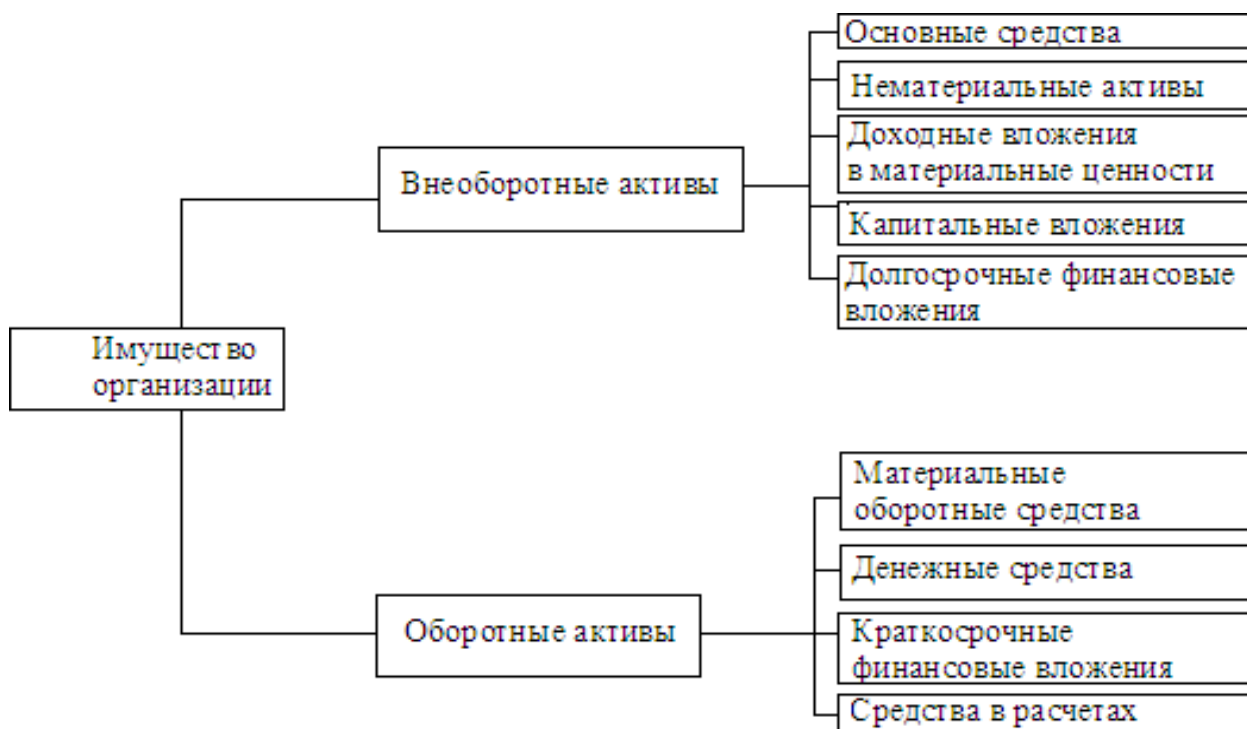 Основные средства
Нематериальные активы
Доходные вложения
в материальные ценности
Внеоборотные активы
Капитальные вложения
Долгосрочные финансовые
вложения
Имущество
организации
Материальные
оборотные средства
Денежные средства
Оборотные активы
Краткосрочные
финансовые вложения
Средства в расчетах